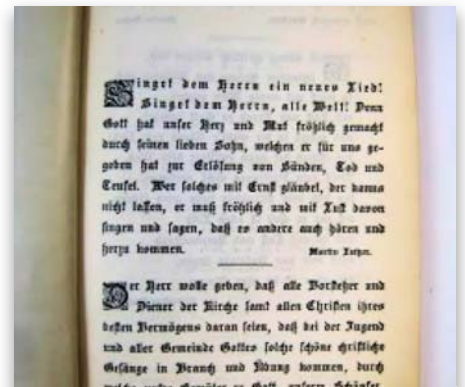 Singet dem Herrn ein neues Lied!
Singet dem Herrn, alle Welt! Denn
Gott hat unser Herz und Mut fröhlich gemacht
durch seinen lieben Sohn, welchen er für uns ge-
geben hat zur Erlösung von Sünden, Tod und
Teufel. Wer solches mit Ernst gläubet, der kanns
nicht lassen, er muß fröhlich und mit Lust davon
singen und sagen, daß es andere auch hören und
herzu kommen.
Martin Luther.
Der Herr wolle geben, daß alle Vorsteher und
Diener der Kirche samt allen Christen ihres
besten Vermögens daran seien, daß bei der Jugend
und aller Gemeinde Gottes solche schöne christliche
Gesänge in Brauch und Übung kommen, durch